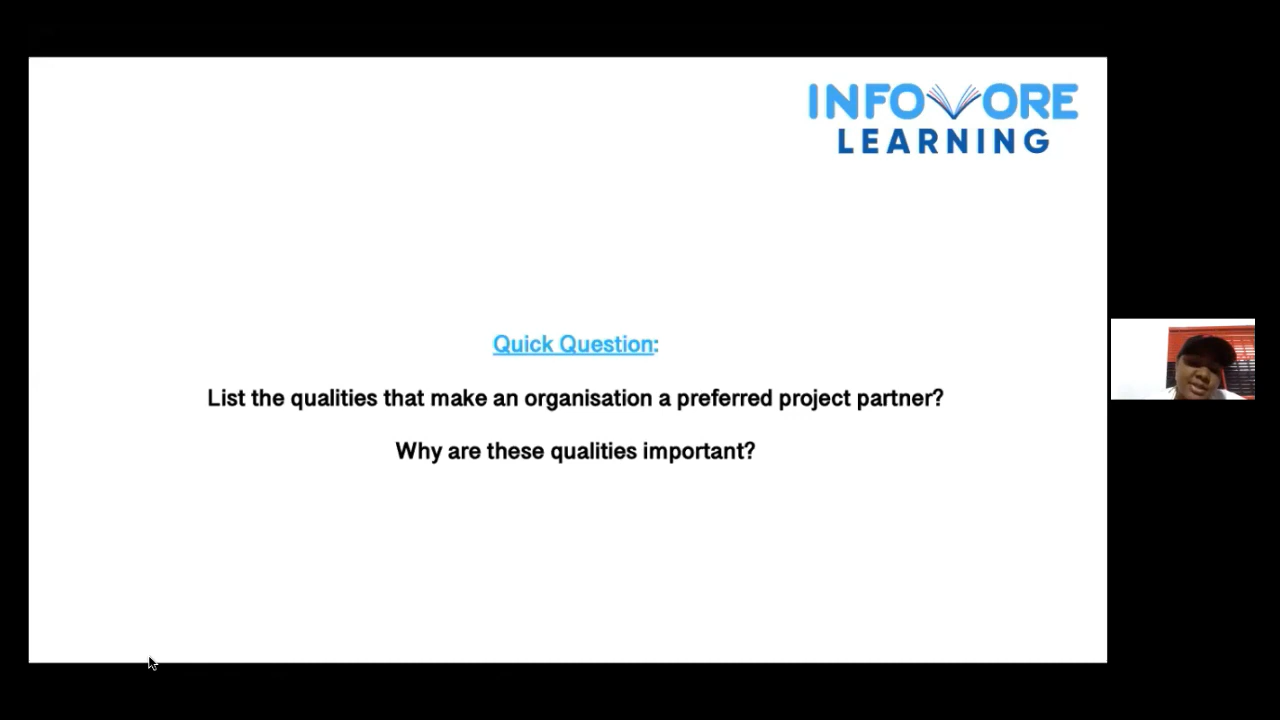 INFOVORE
LEARNING
Quick Question:
List the qualities that make an organisation a preferred project partner?
Why are these qualities important?